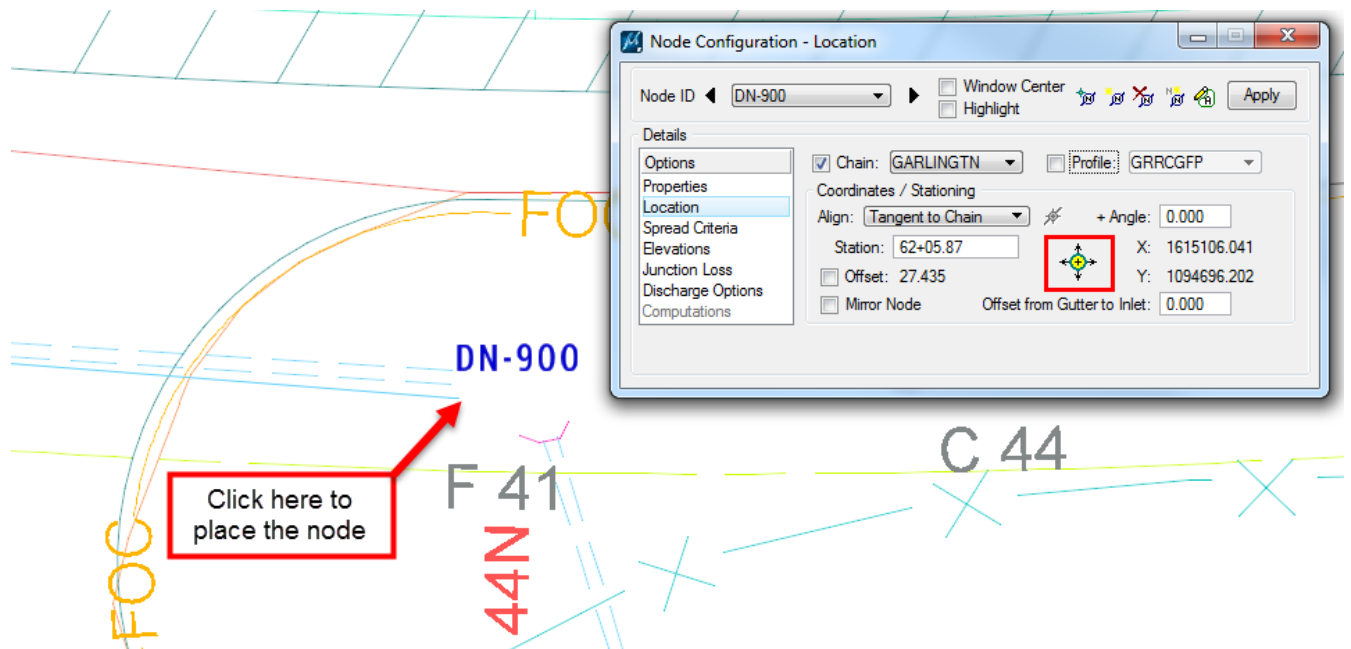 Node Configuration - Location
Node ID
DN-900
Window Center
Highlight
Apply
Details
Options
Properties
Location
Spread Criteria
Elevations
Junction Loss
Discharge Options
Computations
Chain: GARLINGTN
Profile: GRRCGFP
Coordinates / Stationing
Align: Tangent to Chain
+ Angle: 0.000
Station: 62+05.87
X: 1615106.041
Offset: 27.435
Y: 1094696.202
Mirror Node
Offset from Gutter to Inlet: 0.000
FOC
DN-900
C 44
F 41
Click here to
place the node
44N
FOC